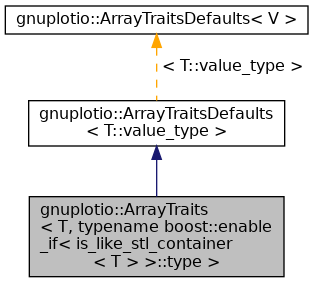 gnuplotio::ArrayTraitsDefaults< V >
< T::value_type >
gnuplotio::ArrayTraitsDefaults
< T::value_type >
gnuplotio::ArrayTraits
< T, typename boost::enable
_if< is_like_stl_container
< T > >::type >